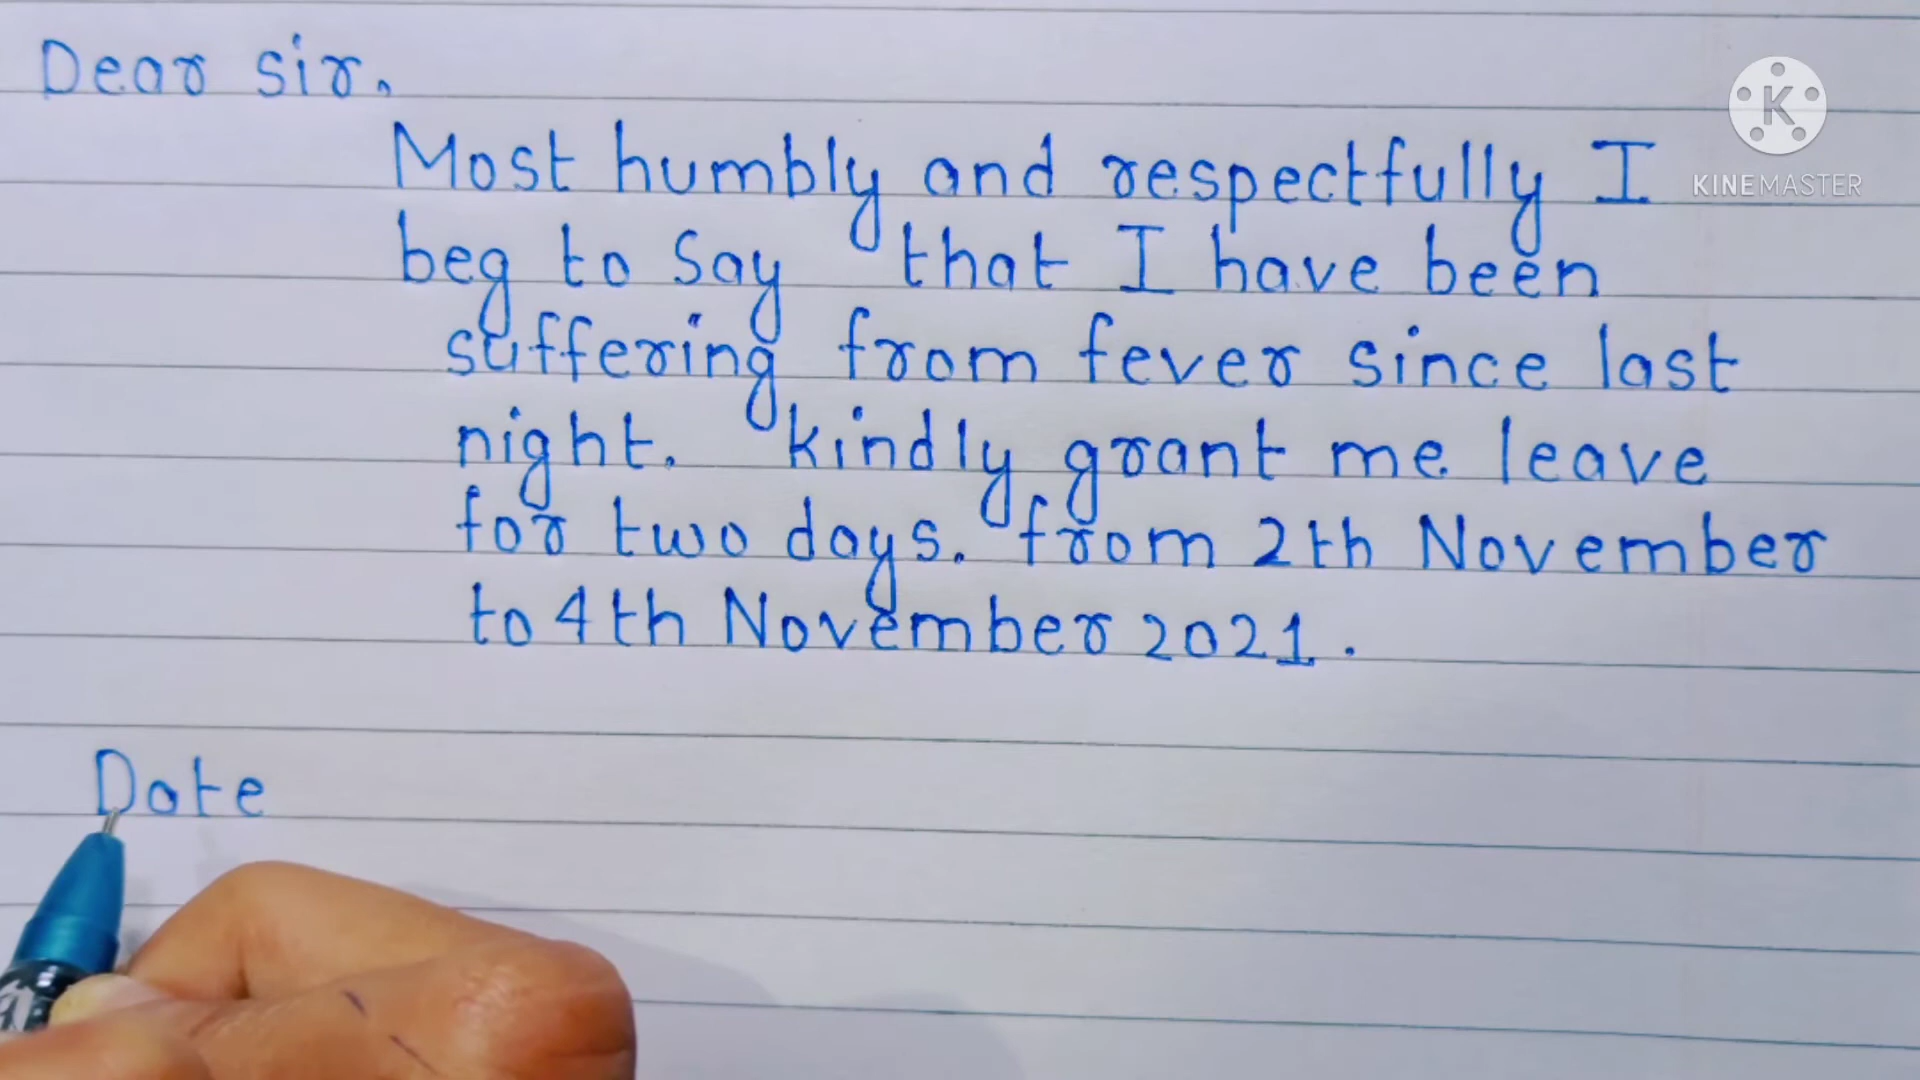 Dear sir,
Most humbly and respectfully I
beg to say that I have been
suffering from fever since last
night. kindly grant me leave
for two days. from 2th November
to 4th November 2021.
Date
K
KINEMASTER